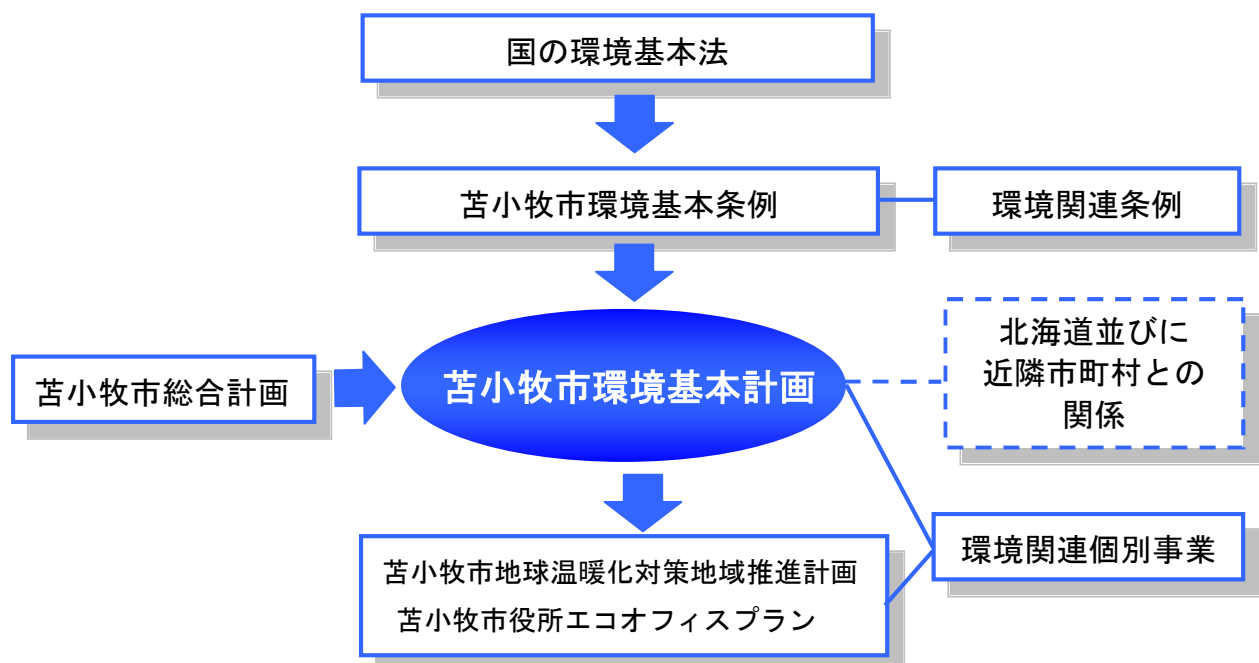 国の環境基本法
苫小牧市環境基本条例
環境関連条例
北海道並びに
近隣市町村との
関係
苫小牧市総合計画
苫小牧市環境基本計画
環境関連個別事業
苫小牧市地球温暖化対策地域推進計画
苫小牧市役所エコオフィスプラン